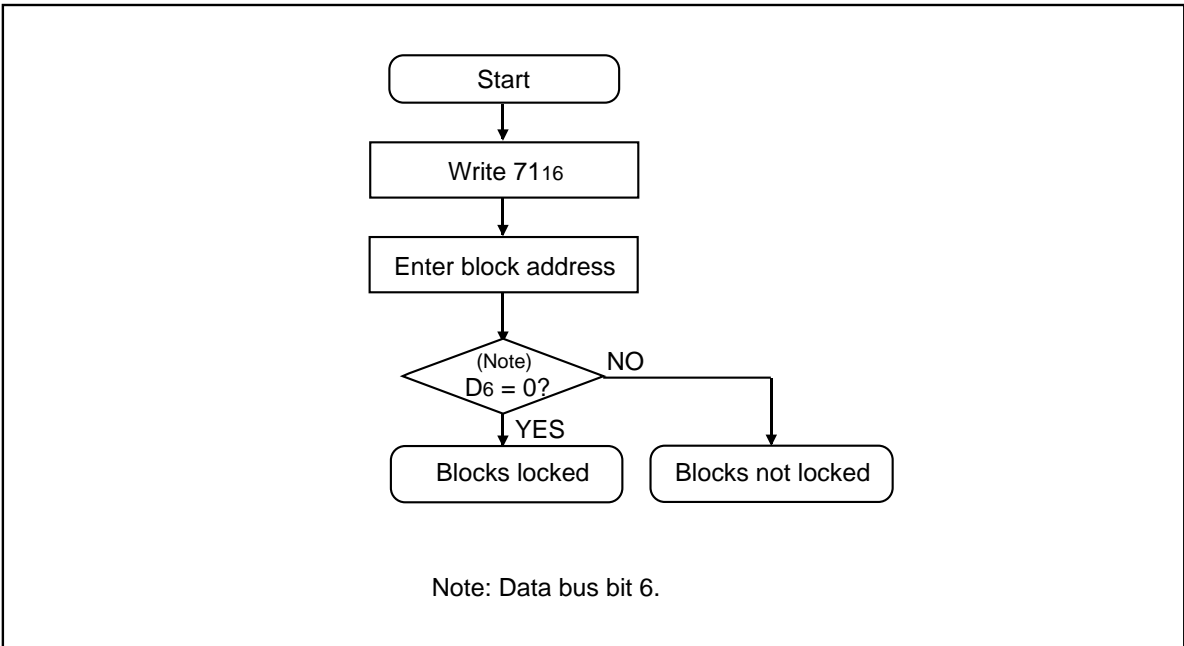 Start
Write 7116
Enter block address
(Note)
D6 = 0?
NO
YES
Blocks locked
Blocks not locked
Note: Data bus bit 6.